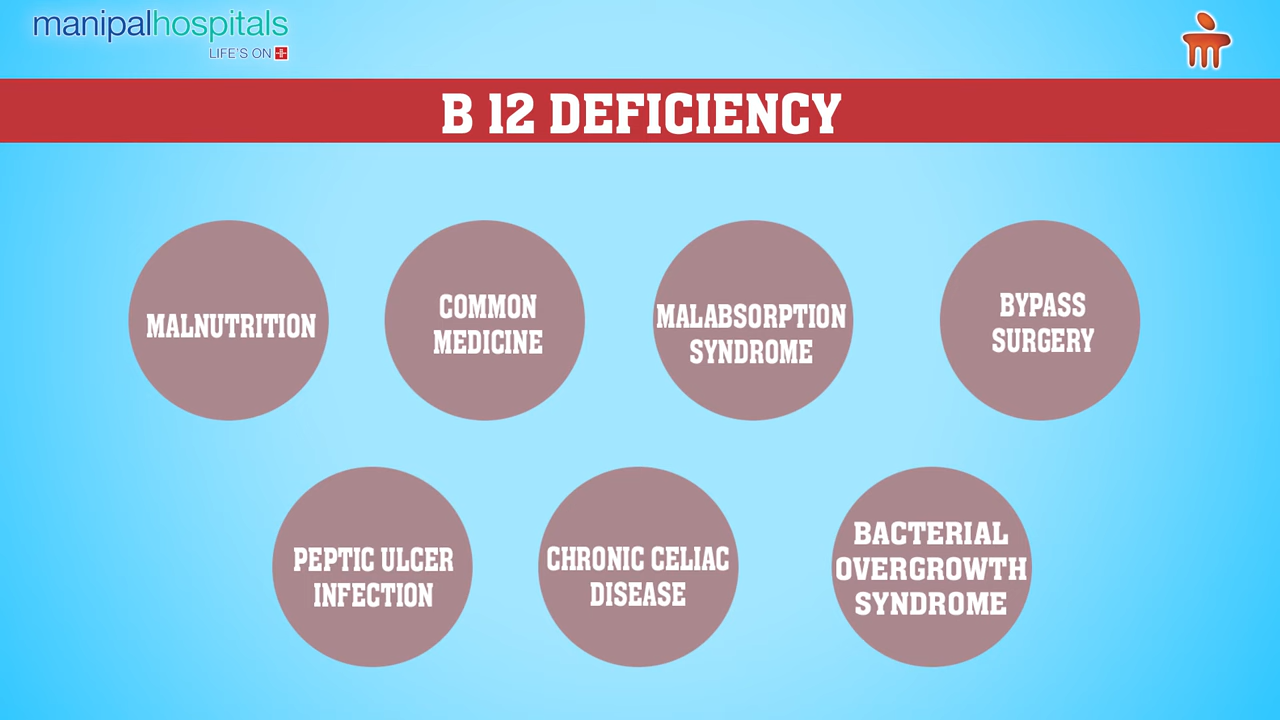 manipalhospitals
LIFE'S ON
B 12 DEFICIENCY
MALNUTRITION
COMMON
MEDICINE
MALABSORPTION
SYNDROME
BYPASS
SURGERY
PEPTIC ULCER
INFECTION
CHRONIC CELIAC
DISEASE
BACTERIAL
OVERGROWTH
SYNDROME